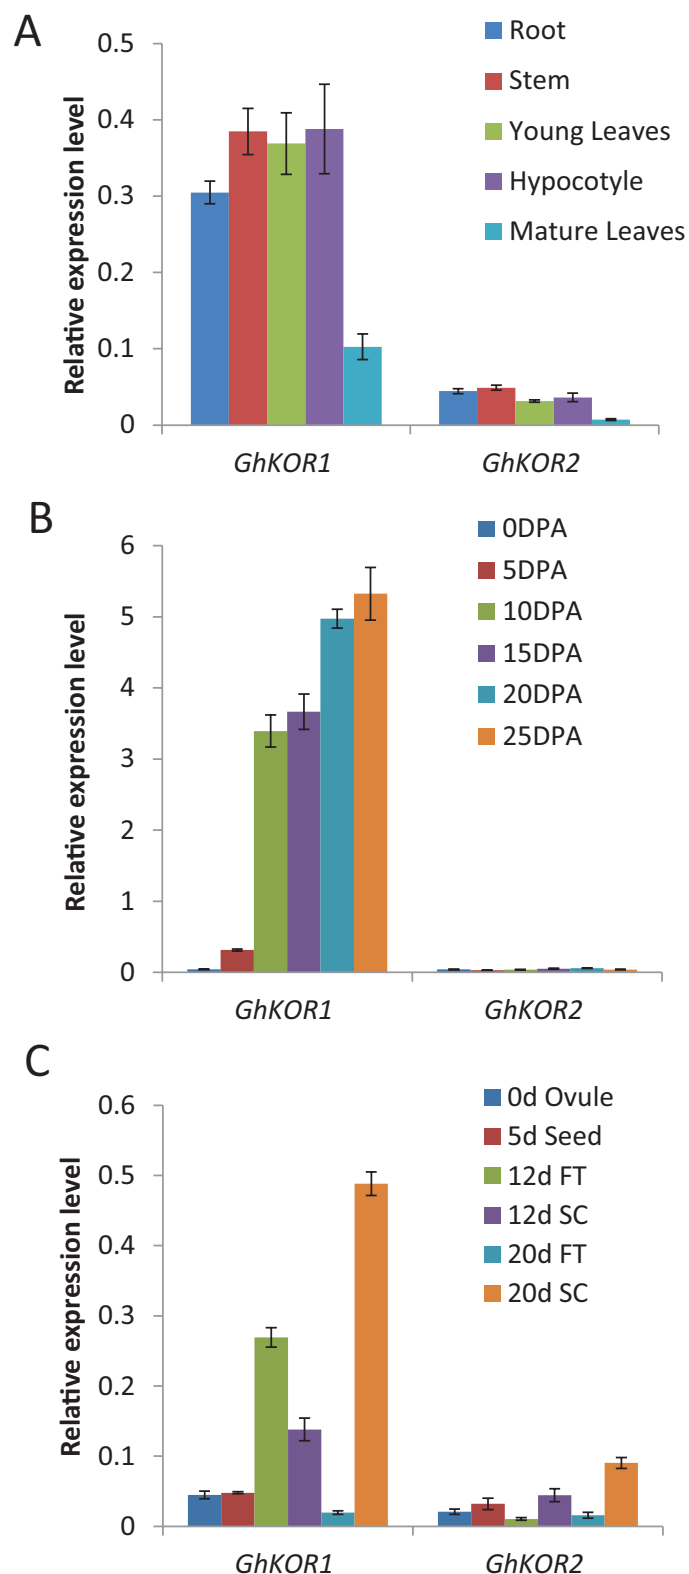 A
Relative expression level
0.5
0.4
0.3
0.2
0.1
0
Root
Stem
Young Leaves
Hypocotyle
Mature Leaves
GhKOR1
GhKOR2
B
Relative expression level
6
5
4
3
2
1
0
0DPA
5DPA
10DPA
15DPA
20DPA
25DPA
GhKOR1
GhKOR2
C
Relative expression level
0.6
0.5
0.4
0.3
0.2
0.1
0
0d Ovule
5d Seed
12d FT
12d SC
20d FT
20d SC
GhKOR1
GhKOR2